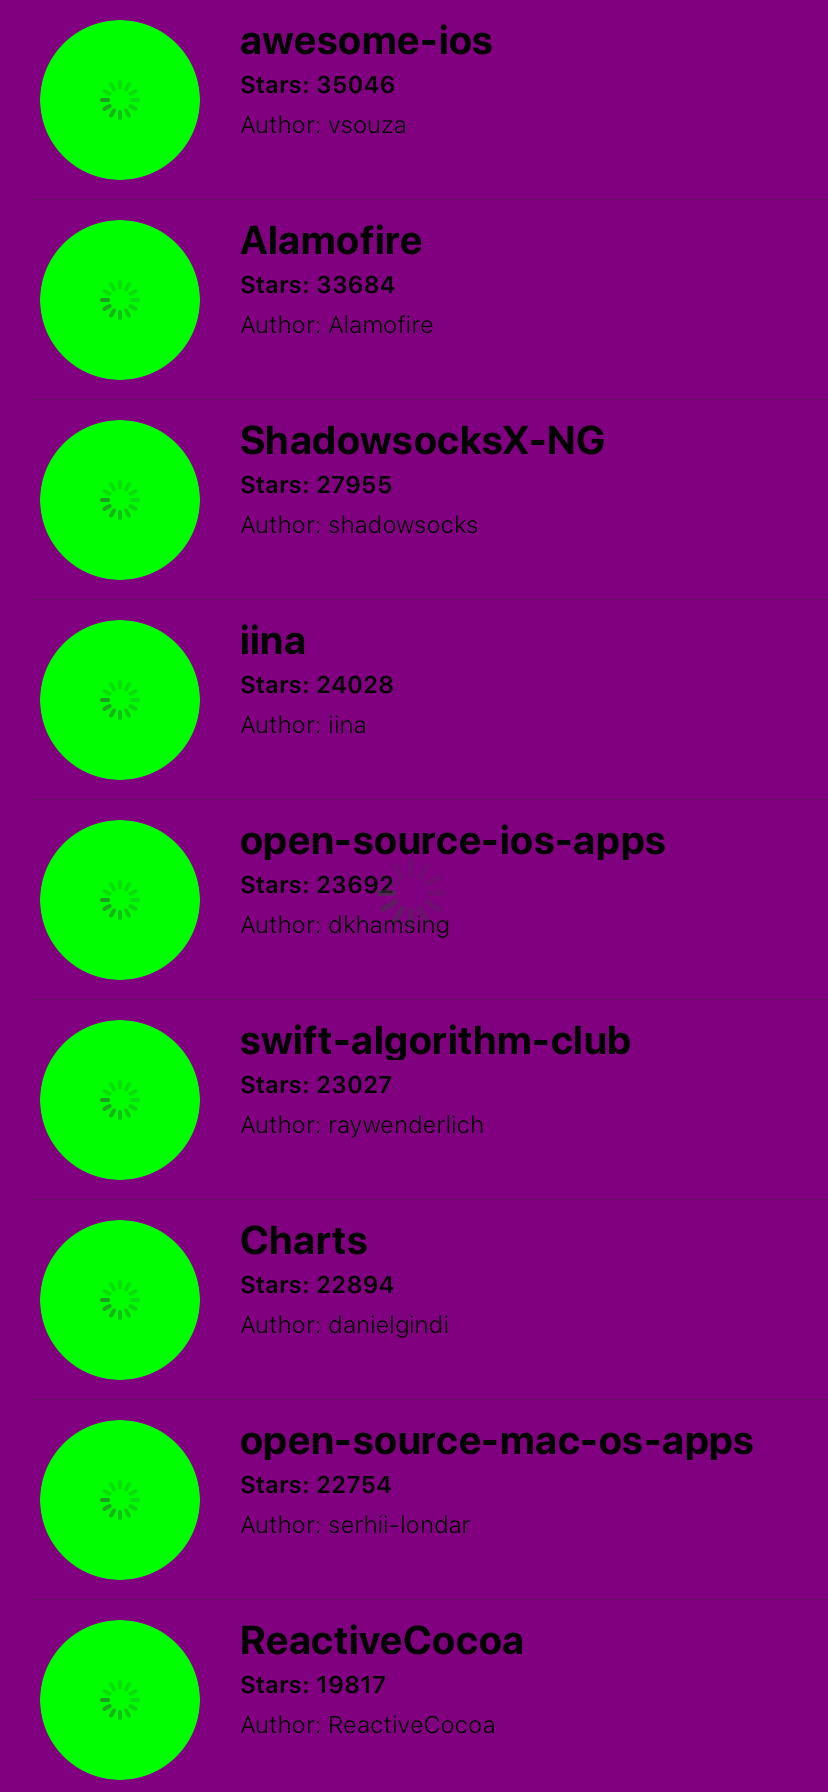 awesome-ios
Stars: 35046
Author: vsouza
Alamofire
Stars: 33684
Author: Alamofire
ShadowsocksX-NG
Stars: 27955
Author: shadowsocks
iina
Stars: 24028
Author: iina
open-source-ios-apps
Stars: 23692
Author: dkhamsing
swift-algorithm-club
Stars: 23027
Author: raywenderlich
Charts
Stars: 22894
Author: danielgindi
open-source-mac-os-apps
Stars: 22754
Author: serhii-londar
ReactiveCocoa
Stars: 19817
Author: ReactiveCocoa